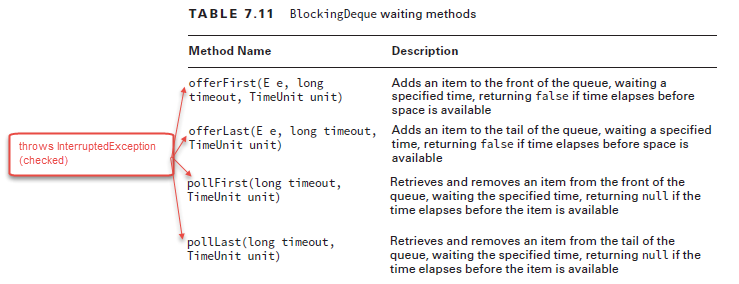 TABLE 7.11 BlockingDeque waiting methods
Method Name Description
offerFirst(E e, long
timeout, TimeUnit unit)
Adds an item to the front of the queue, waiting a
specified time, returning false if time elapses before
space is available
throws InterruptedException
(checked)
offerLast(E e, long timeout,
TimeUnit unit)
Adds an item to the tail of the queue, waiting a specified
time, returning false if time elapses before space is
available
pollFirst(long timeout,
TimeUnit unit)
Retrieves and removes an item from the front of the
queue, waiting the specified time, returning null if the
time elapses before the item is available
pollLast(long timeout,
TimeUnit unit)
Retrieves and removes an item from the tail of the
queue, waiting the specified time, returning null if the
time elapses before the item is available